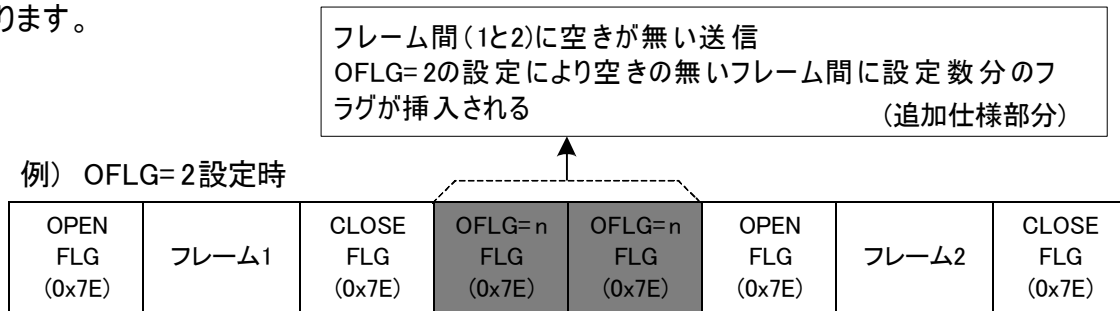 ります。
フレーム間(1と2)に空きが無い送信
OFLG=2の設定により空きの無いフレーム間に設定数分のフ
ラグが挿入される
(追加仕様部分)
例) OFLG=2設定時
OPEN
FLG
(0x7E)
フレーム1
CLOSE
FLG
(0x7E)
OFLG=n
FLG
(0x7E)
OFLG=n
FLG
(0x7E)
OPEN
FLG
(0x7E)
フレーム2
CLOSE
FLG
(0x7E)